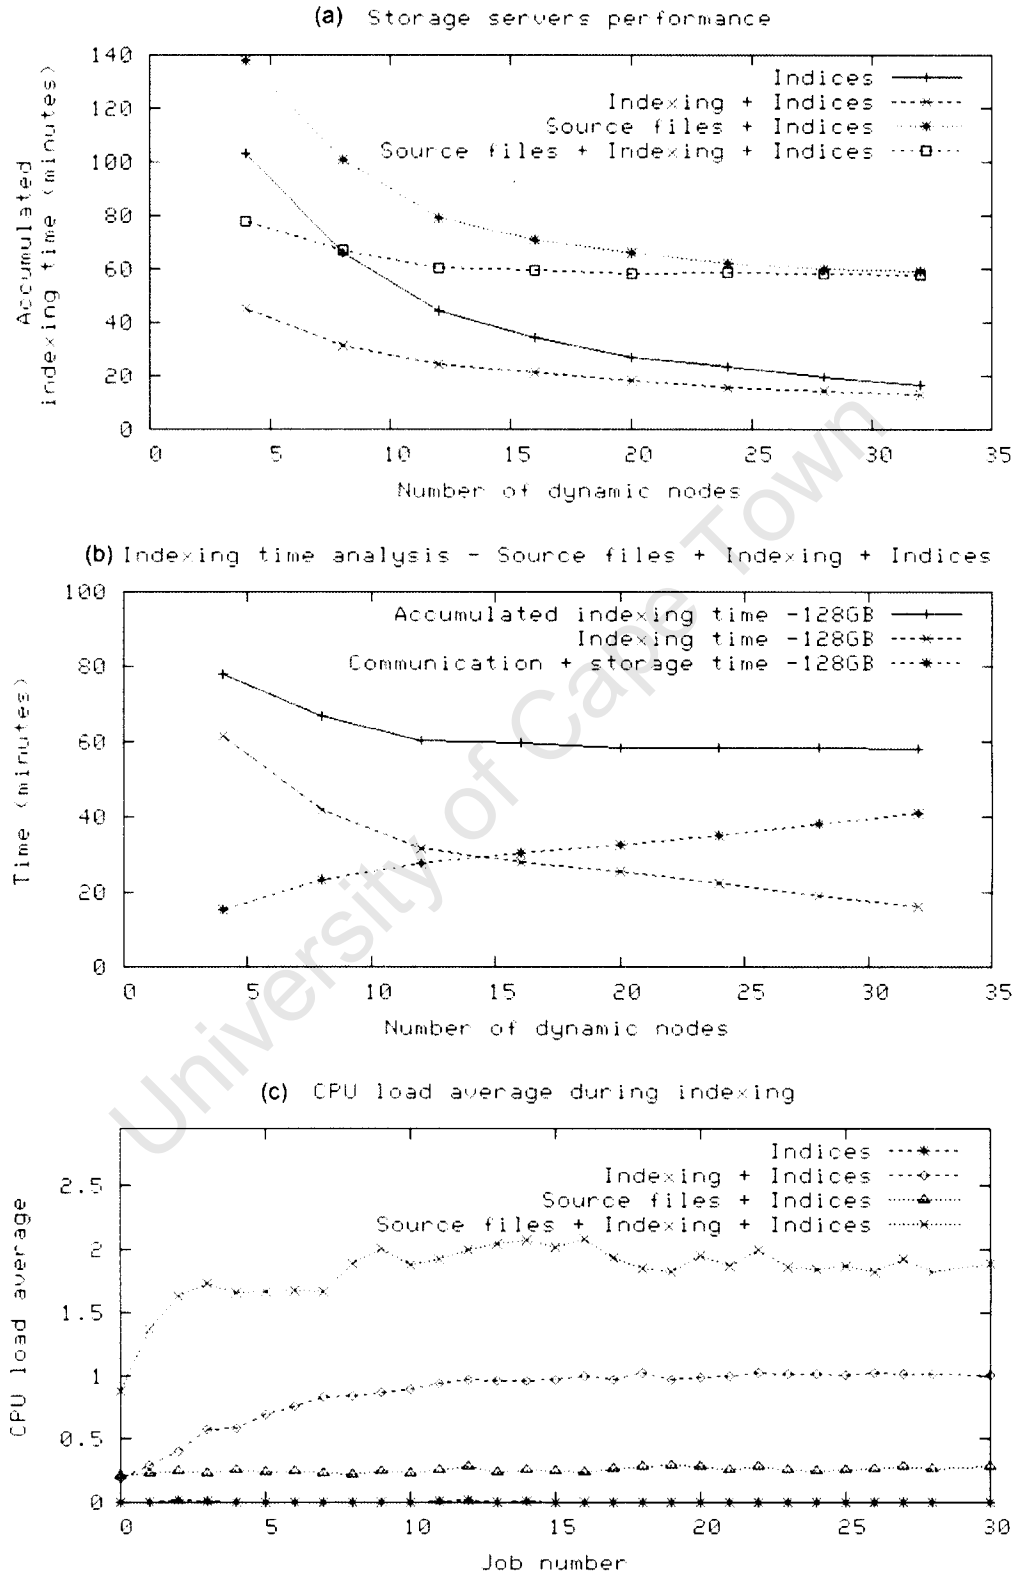 (a) Storage servers performance
140
120
100
80
60
40
20
0
Accumulated
indexing time (minutes)
Indices
Indexing + Indices
Source files + Indices
Source files + Indexing + Indices
0 5 10 15 20 25 30 35
Number of dynamic nodes
(b) Indexing time analysis - Source files + Indexing + Indices
100
80
60
40
20
0
Time (minutes)
Accumulated indexing time -128GB
Indexing time -128GB
Communication + storage time -128GB
0 5 10 15 20 25 30 35
Number of dynamic nodes
(c) CPU load average during indexing
2.5
2
1.5
1
0.5
0
CPU load average
Indices
Indexing + Indices
Source files + Indices
Source files + Indexing + Indices
0 5 10 15 20 25 30
Job number
University of Cape Town